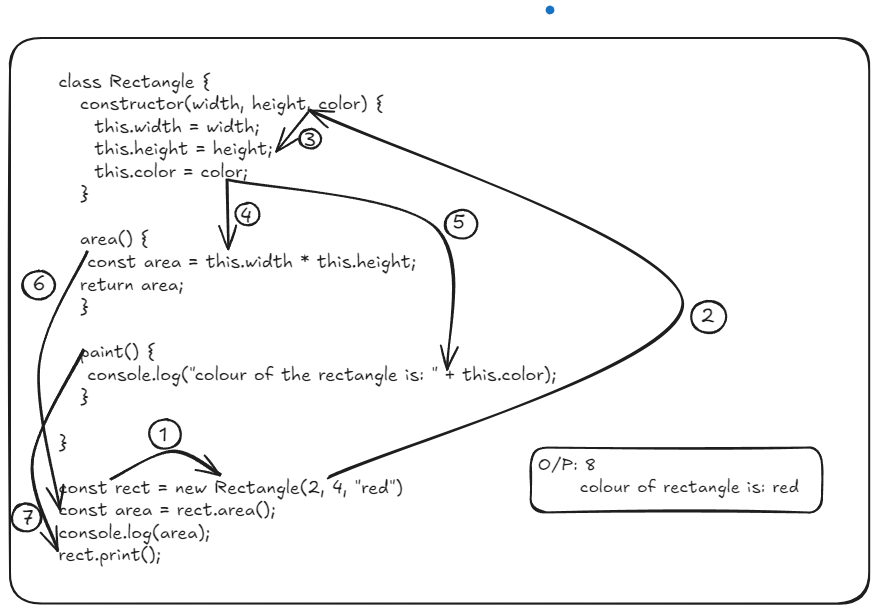 class Rectangle {
constructor(width, height, color) {
this.width = width;
this.height = height;
3
this.color = color;
}
4
5
area() {
const area = this.width * this.height;
6
return area;
}
2
paint() {
console.log("colour of the rectangle is: " + this.color);
}
}
1
O/P: 8
colour of rectangle is: red
const rect = new Rectangle(2, 4, "red")
const area = rect.area();
7
console.log(area);
rect.print();